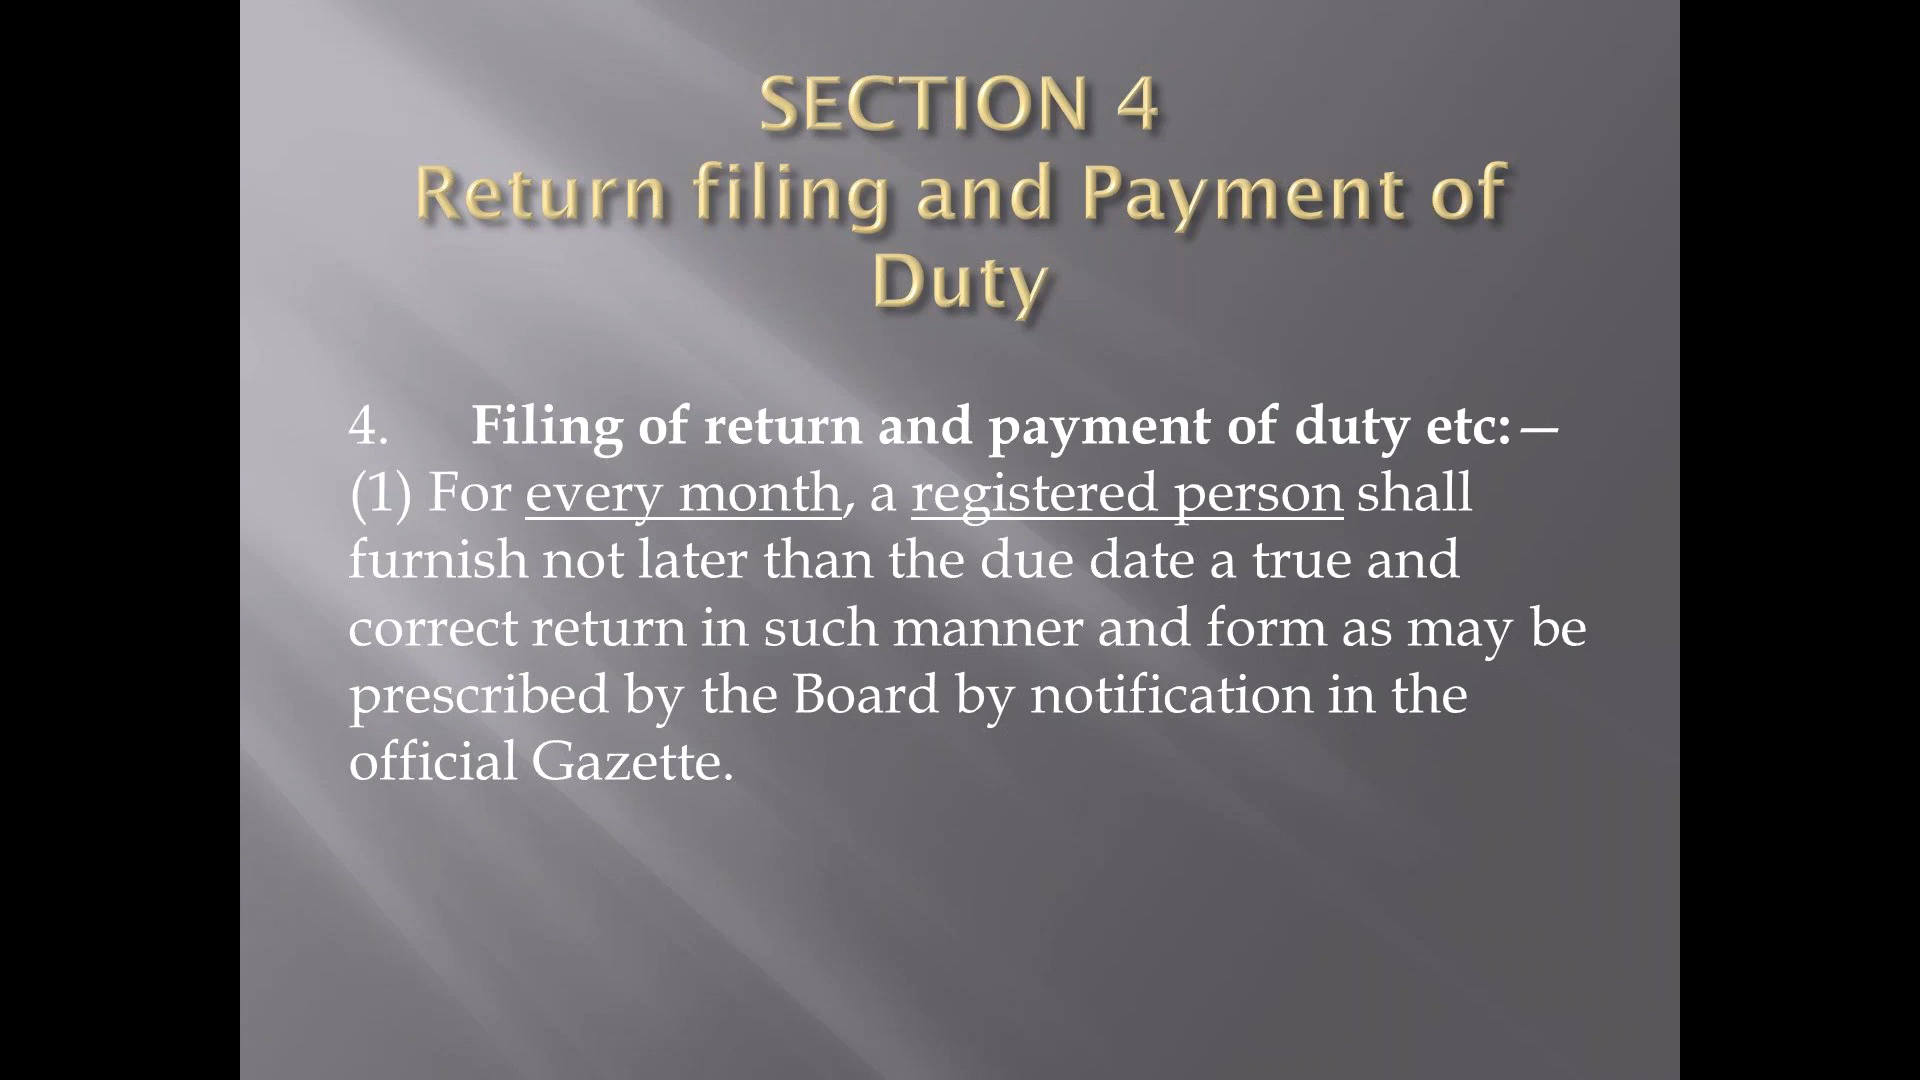 SECTION 4
Return filing and Payment of
Duty
4. Filing of return and payment of duty etc:—
(1) For every month, a registered person shall
furnish not later than the due date a true and
correct return in such manner and form as may be
prescribed by the Board by notification in the
official Gazette.